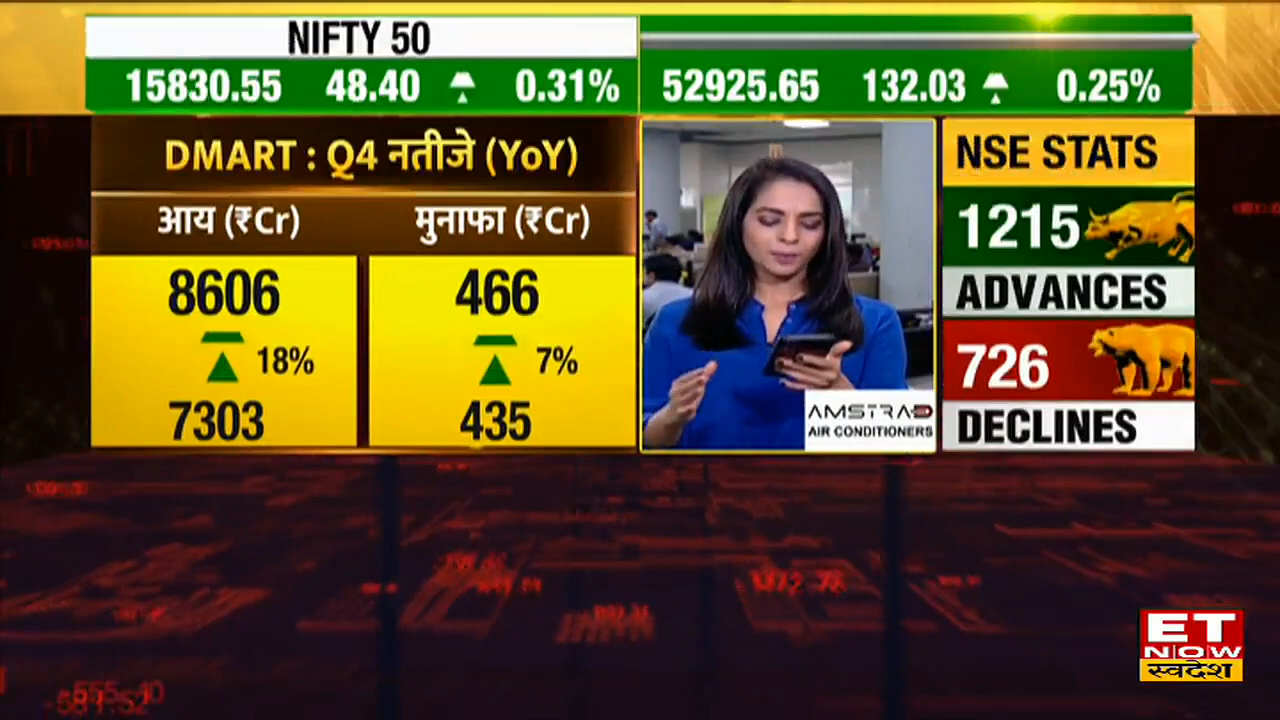 NIFTY 50
15830.55 48.40 0.31%
52925.65 132.03 0.25%
DMART : Q4 नतीजे (YoY)
आय (₹Cr) मुनाफा (₹Cr)
8606 466
18% 7%
7303 435
AMSTRAD
AIR CONDITIONERS
NSE STATS
1215
ADVANCES
726
DECLINES
ET
NOW
स्वदेश